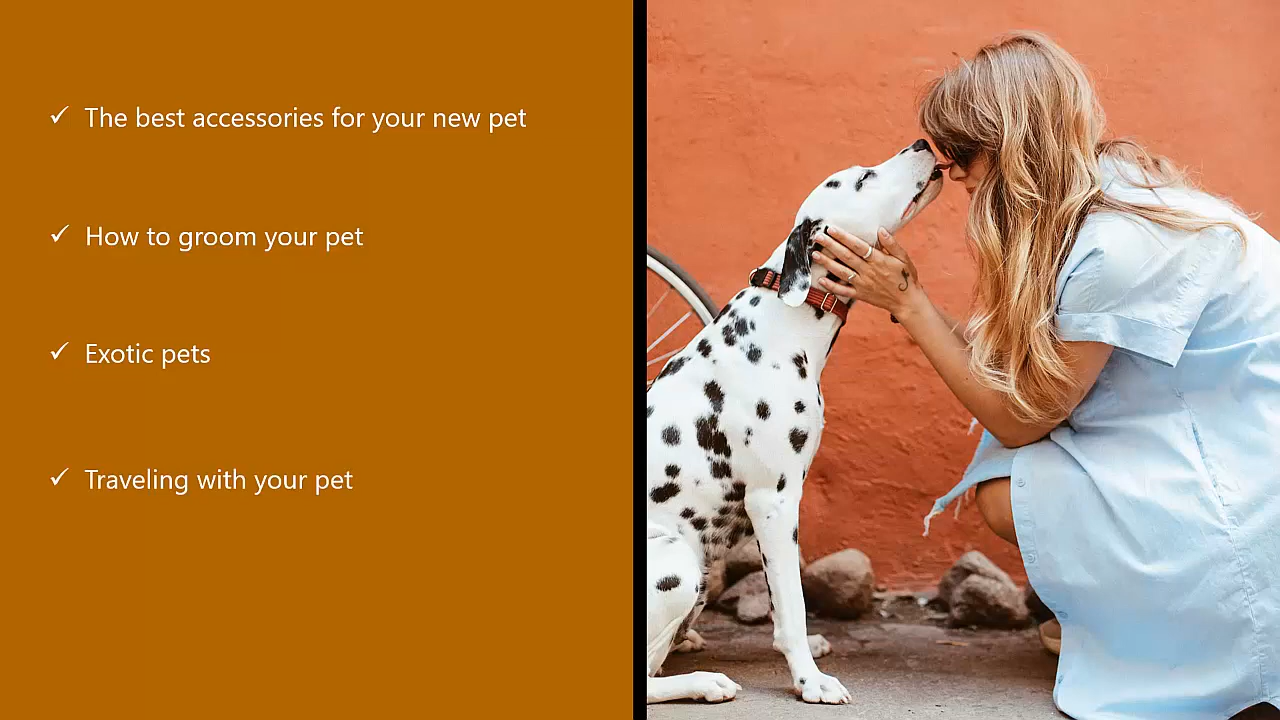 The best accessories for your new pet
How to groom your pet
Exotic pets
Traveling with your pet